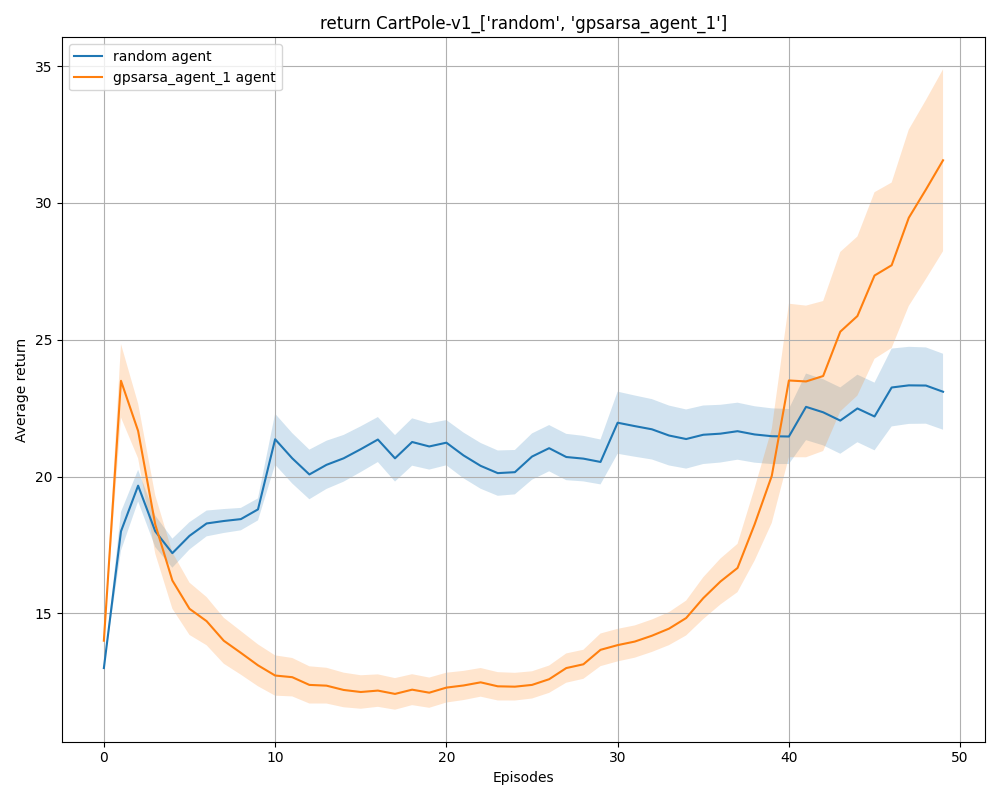 return CartPole-v1_['random', 'gpsarsa_agent_1']
random agent
gpsarsa_agent_1 agent
Average return
35
30
25
20
15
0 10 20 30 40 50
Episodes